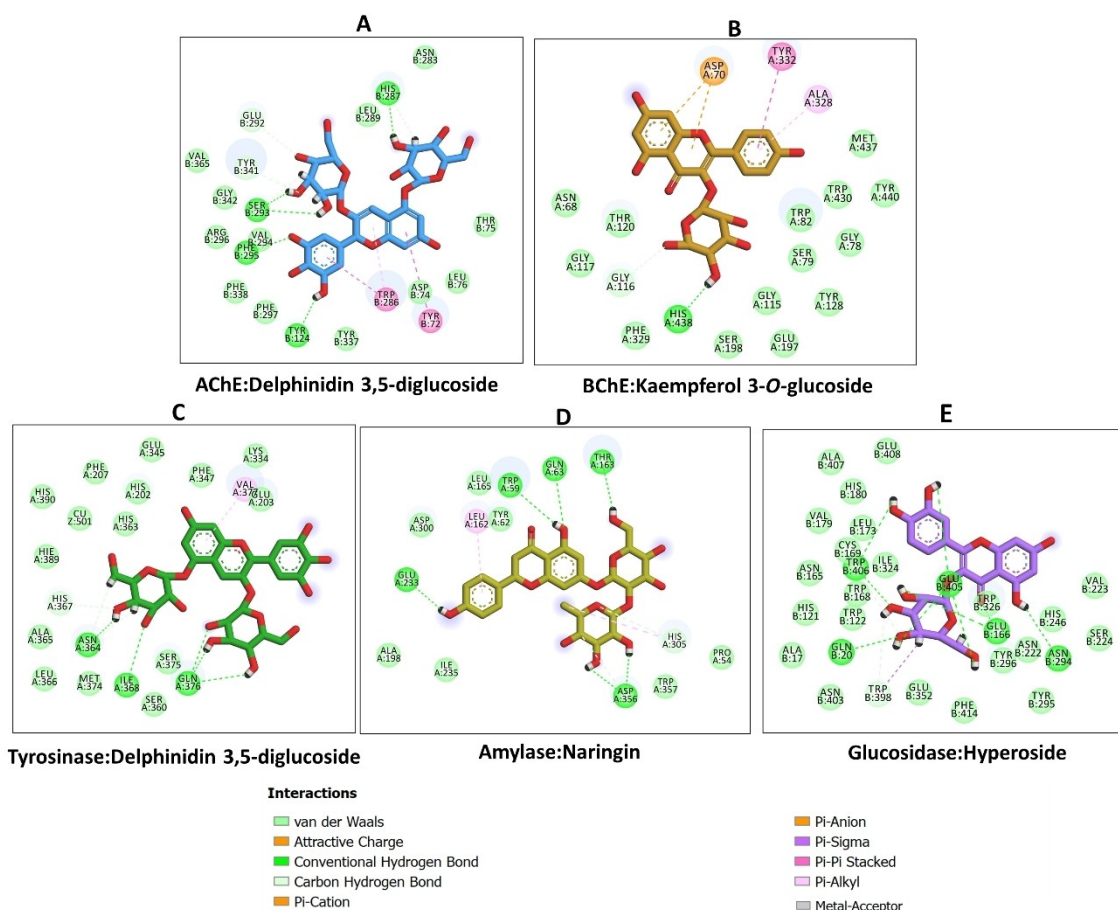 A
ASN
B:283
HIS
B:287
LEU
B:289
GLU
B:292
VAL
B:365
TYR
B:341
GLY
B:342
SER
B:293
ARG
B:296
VAL
B:294
PHE
B:295
THR
B:75
PHE
B:338
PHE
B:297
TRP
B:286
ASP
B:74
LEU
B:76
TYR
B:72
TYR
B:124
TYR
B:337
AChE:Delphinidin 3,5-diglucoside
B
ASP
A:70
TYR
A:332
ALA
A:328
MET
A:437
ASN
A:68
THR
A:120
TRP
A:82
TRP
A:430
TYR
A:440
GLY
A:117
GLY
A:116
SER
A:79
GLY
A:78
GLY
A:115
TYR
A:128
HIS
A:438
PHE
A:329
SER
A:198
GLU
A:197
BChE:Kaempferol 3-O-glucoside
C
GLU
A:345
LYS
A:334
PHE
A:207
PHE
A:347
VAL
A:377
GLU
A:203
HIS
A:390
HIS
A:202
CU
Z:501
HIS
A:363
HIE
A:389
HIS
A:367
ALA
A:365
ASN
A:364
SER
A:375
LEU
A:366
MET
A:374
ILE
A:368
GLN
A:376
SER
A:360
Tyrosinase:Delphinidin 3,5-diglucoside
D
LEU
A:165
TRP
A:59
GLN
A:63
THR
A:163
ASP
A:300
LEU
A:162
TYR
A:62
GLU
A:233
HIS
A:305
PRO
A:54
ALA
A:198
ILE
A:235
ASP
A:356
TRP
A:357
Amylase:Naringin
E
ALA
B:407
GLU
B:408
HIS
B:180
VAL
B:179
LEU
B:173
CYS
B:169
TRP
B:406
ILE
B:324
ASN
B:165
TRP
B:168
GLU
B:405
TRP
B:326
VAL
B:223
HIS
B:121
TRP
B:122
GLU
B:166
HIS
B:246
SER
B:224
ALA
B:17
GLN
B:20
TYR
B:296
ASN
B:222
ASN
B:294
ASN
B:403
TRP
B:398
GLU
B:352
PHE
B:414
TYR
B:295
Glucosidase:Hyperoside
Interactions
van der Waals
Attractive Charge
Conventional Hydrogen Bond
Carbon Hydrogen Bond
Pi-Cation
Pi-Anion
Pi-Sigma
Pi-Pi Stacked
Pi-Alkyl
Metal-Acceptor